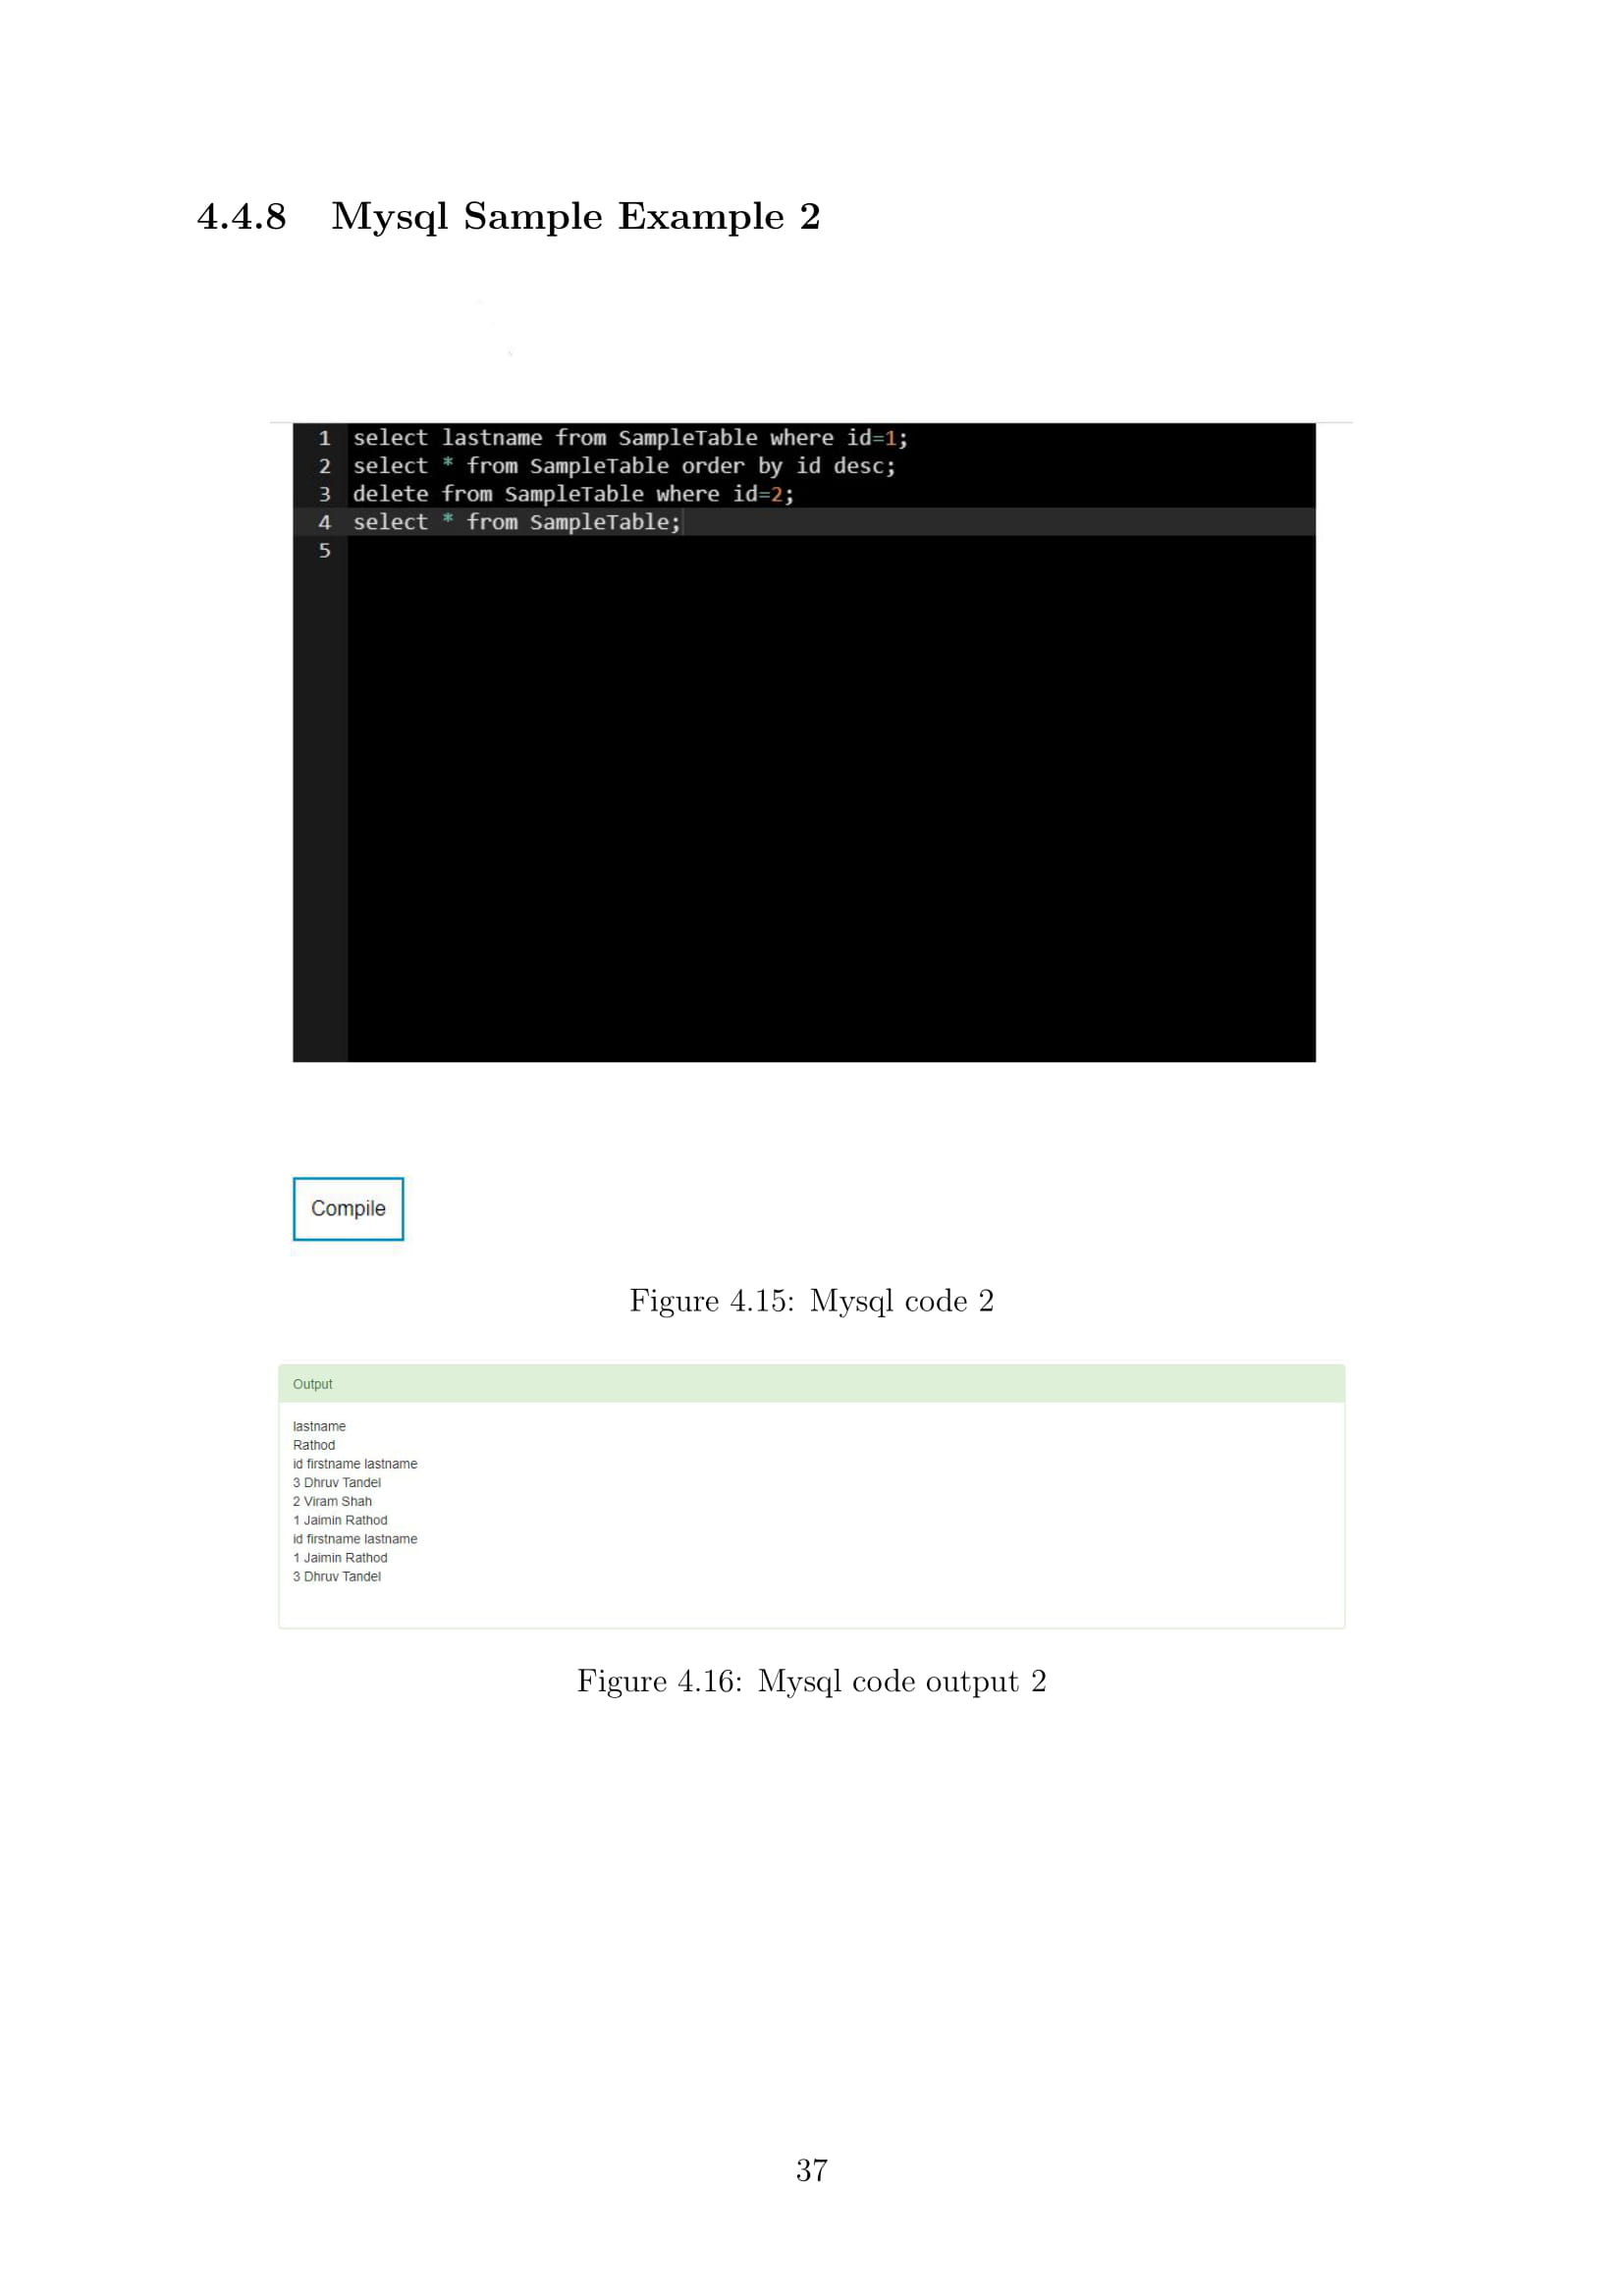 4.4.8 Mysql Sample Example 2
1 select lastname from SampleTable where id=1;
2 select * from SampleTable order by id desc;
3 delete from SampleTable where id=2;
4 select * from SampleTable;
5
Compile
Figure 4.15: Mysql code 2
Output
lastname
Rathod
id firstname lastname
3 Dhruv Tandel
2 Viram Shah
1 Jaimin Rathod
id firstname lastname
1 Jaimin Rathod
3 Dhruv Tandel
Figure 4.16: Mysql code output 2
37